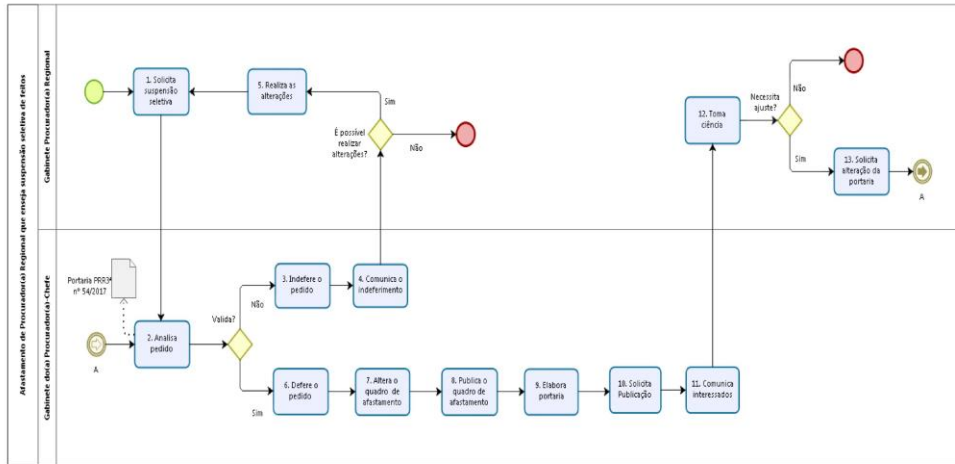 Afastamento de Procurador(a) Regional que enseja suspensão seletiva de feitos
Gabinete Procurador(a) Regional
1. Solicita
suspensão
seletiva
5. Realiza as
alterações
Sim
É possível
realizar
alterações?
Não
12. Toma
ciência
Necessita
ajuste?
Não
Sim
13. Solicita
alteração da
portaria
A
Gabinete do(a) Procurador(a)-Chefe
Portaria PRR3ª
nº 54/2017
A
2. Analisa
pedido
Valida?
Não
3. Indefere o
pedido
4. Comunica o
indeferimento
Sim
6. Defere o
pedido
7. Altera o
quadro de
afastamento
8. Publica o
quadro de
afastamento
9. Elabora
portaria
10. Solicita
Publicação
11. Comunica
interessados